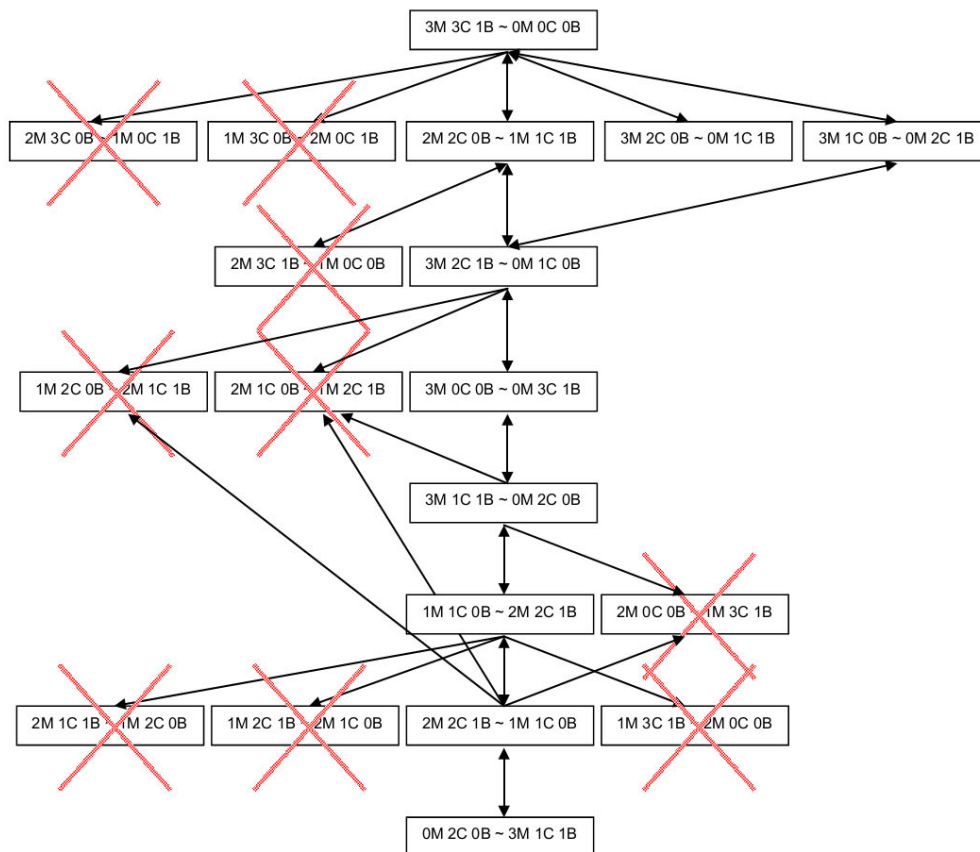 3M 3C 1B ~ 0M 0C 0B
2M 3C 0B ~ 1M 0C 1B
1M 3C 0B ~ 2M 0C 1B
2M 2C 0B ~ 1M 1C 1B
3M 2C 0B ~ 0M 1C 1B
3M 1C 0B ~ 0M 2C 1B
2M 3C 1B ~ 1M 0C 0B
3M 2C 1B ~ 0M 1C 0B
1M 2C 0B ~ 2M 1C 1B
2M 1C 0B ~ 1M 2C 1B
3M 0C 0B ~ 0M 3C 1B
3M 1C 1B ~ 0M 2C 0B
1M 1C 0B ~ 2M 2C 1B
2M 0C 0B ~ 1M 3C 1B
2M 1C 1B ~ 1M 2C 0B
1M 2C 1B ~ 2M 1C 0B
2M 2C 1B ~ 1M 1C 0B
1M 3C 1B ~ 2M 0C 0B
0M 2C 0B ~ 3M 1C 1B